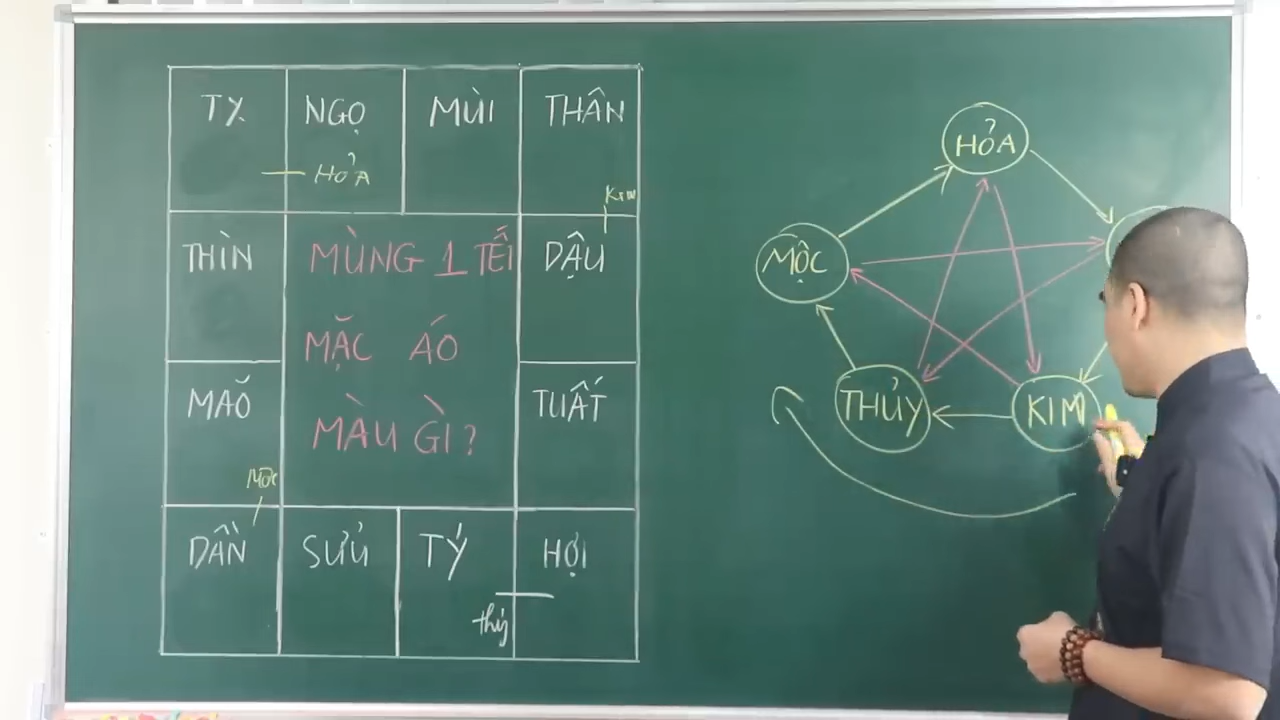 TỴ NGỌ MÙI THÂN
HỎA
KIM
THÌN DẬU
MÙNG 1 TẾT
MẶC ÁO
MÀU GÌ?
MÃO TUẤT
MỘC
DẦN SỬU TÝ HỢI
thủy
HỎA
MỘC
THỦY KIM